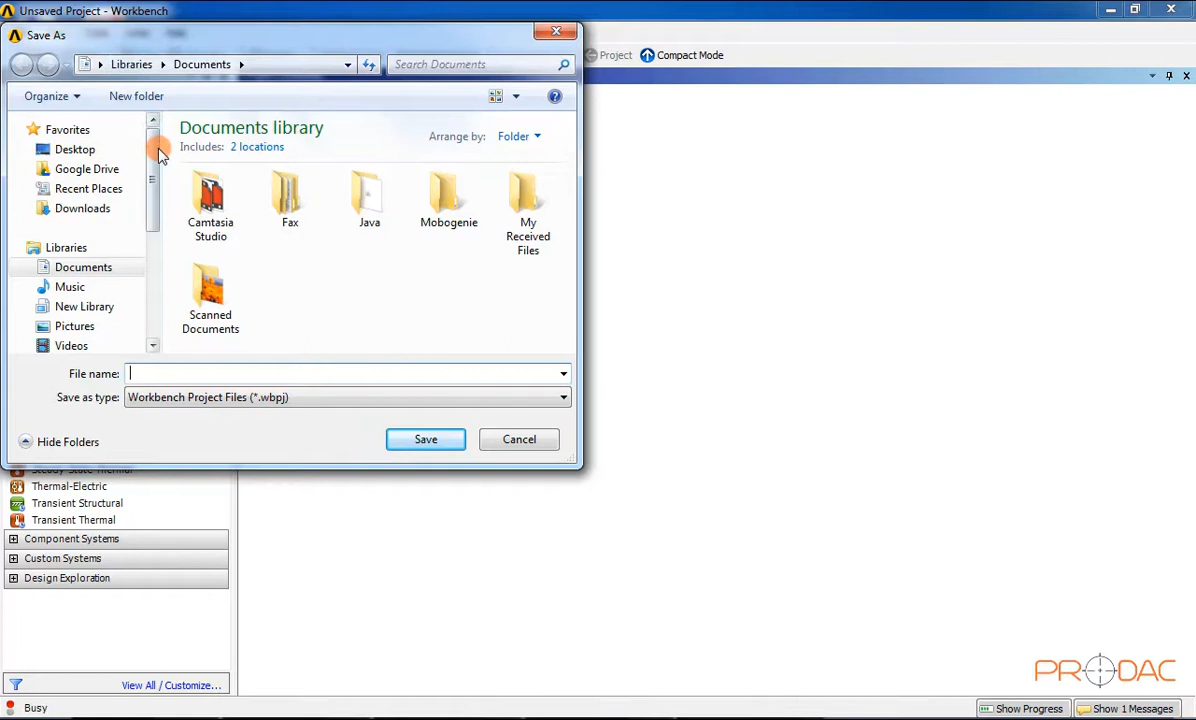 Unsaved Project - Workbench
Save As
Libraries
Documents
Search Documents
Project
Compact Mode
Organize
New folder
Favorites
Desktop
Google Drive
Recent Places
Downloads
Libraries
Documents
Music
New Library
Pictures
Videos
Documents library
Includes: 2 locations
Arrange by: Folder
Camtasia
Studio
Fax
Java
Mobogenie
My
Received
Files
Scanned
Documents
File name:
Save as type: Workbench Project Files (*.wbpj)
Hide Folders
Save
Cancel
Steady-State Thermal
Thermal-Electric
Transient Structural
Transient Thermal
Component Systems
Custom Systems
Design Exploration
View All / Customize...
PRODAC
Busy
Show Progress
Show 1 Messages